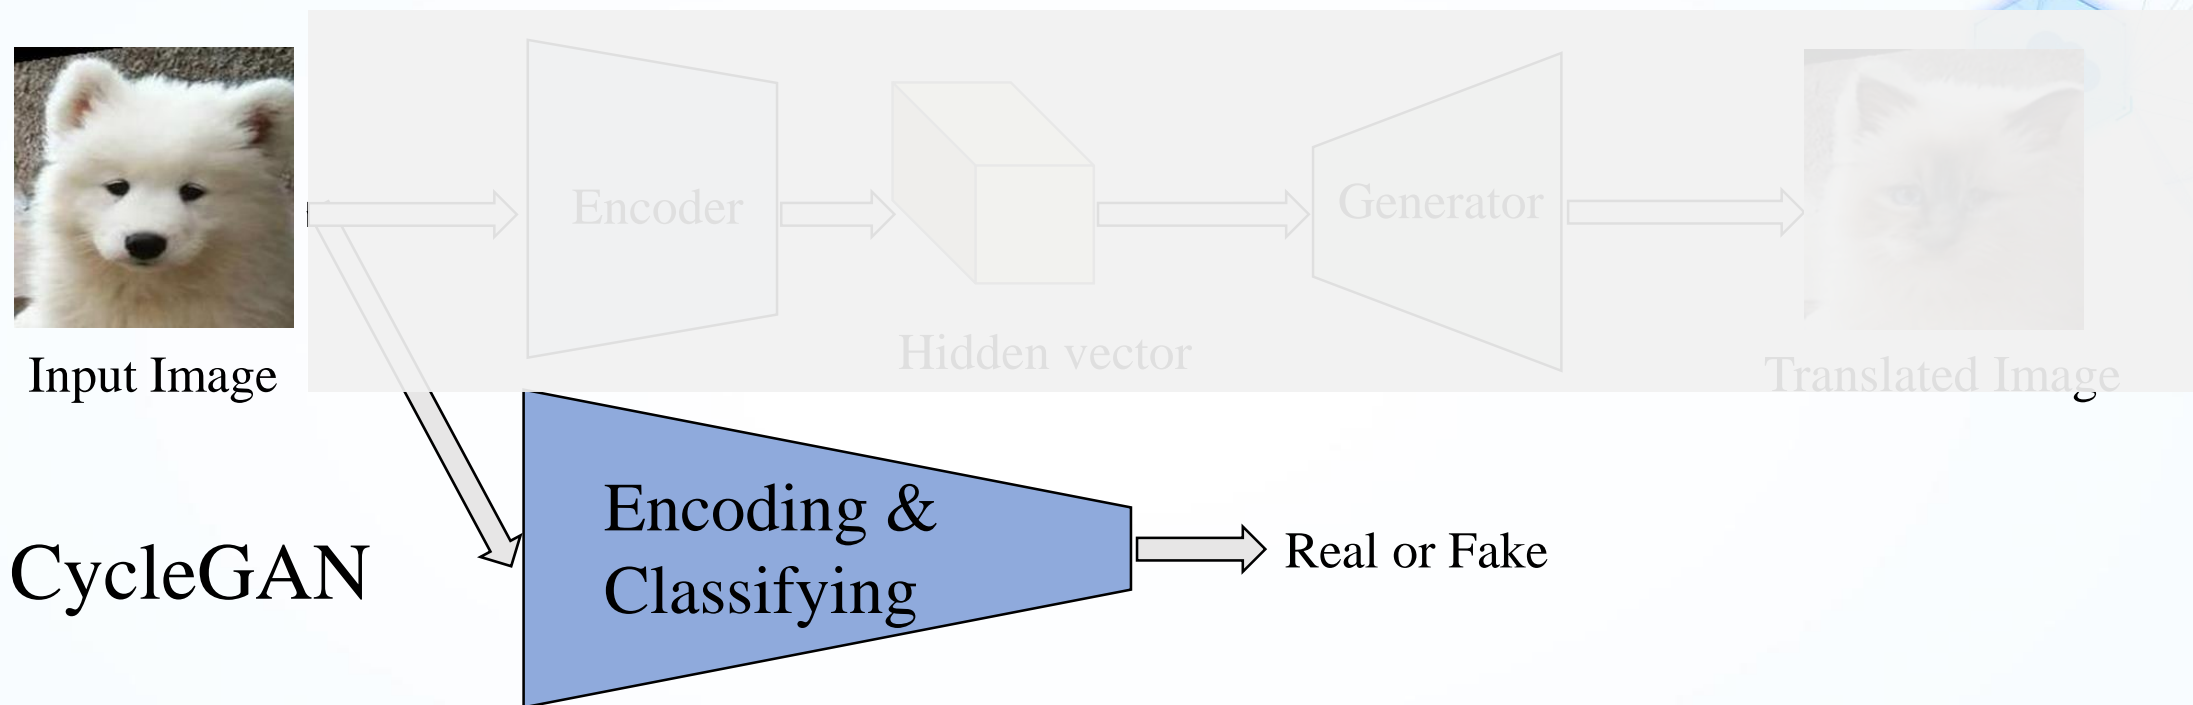 Encoder
Generator
Hidden vector
Input Image
Translated Image
Encoding &
Classifying
Real or Fake
CycleGAN